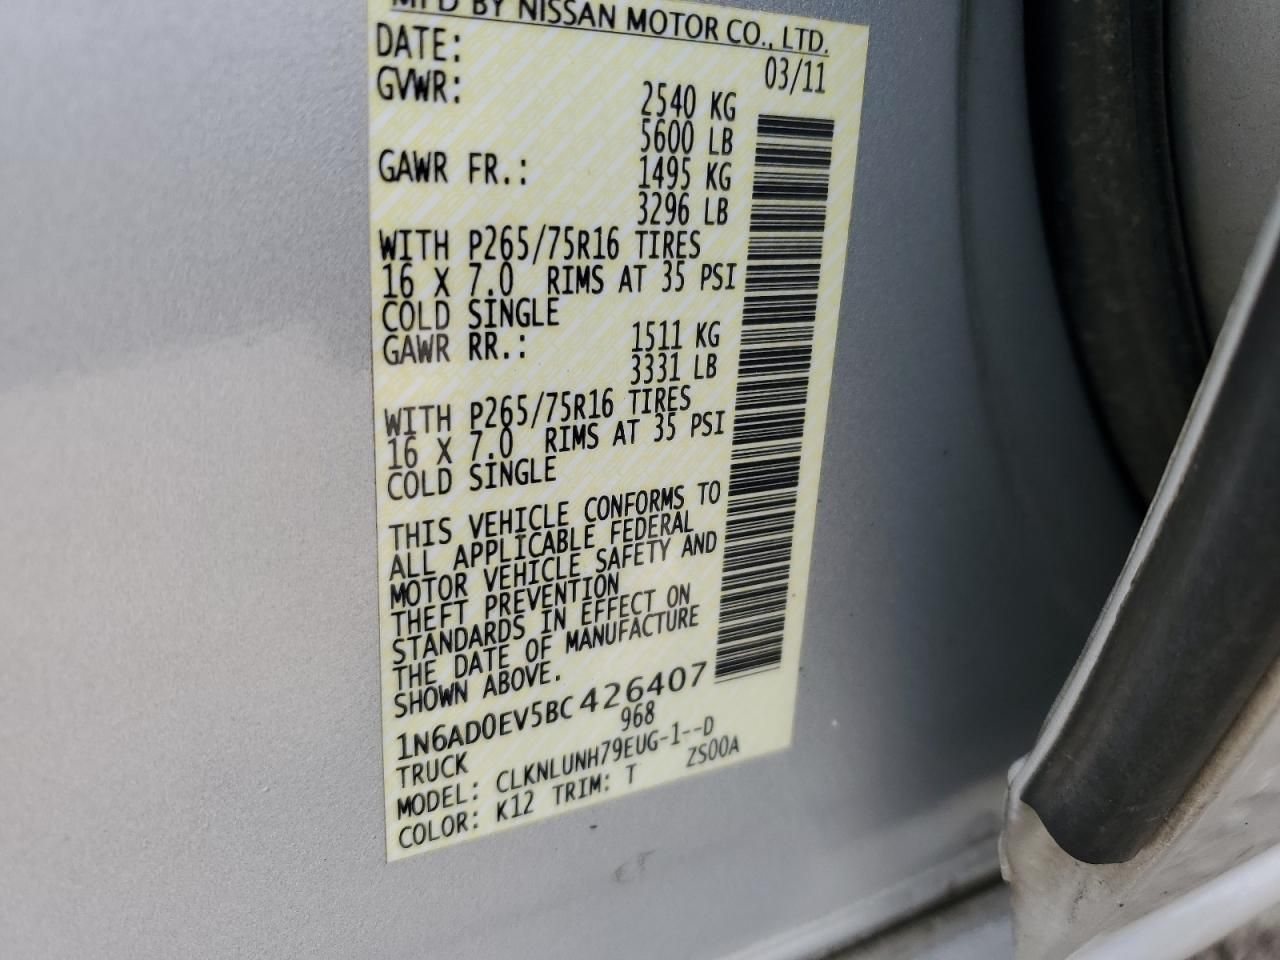 MFD BY NISSAN MOTOR CO., LTD.
DATE: 03/11
GVWR: 2540 KG
5600 LB
GAWR FR.: 1495 KG
3296 LB
WITH P265/75R16 TIRES
16 X 7.0 RIMS AT 35 PSI
COLD SINGLE
GAWR RR.: 1511 KG
3331 LB
WITH P265/75R16 TIRES
16 X 7.0 RIMS AT 35 PSI
COLD SINGLE
THIS VEHICLE CONFORMS TO
ALL APPLICABLE FEDERAL
MOTOR VEHICLE SAFETY AND
THEFT PREVENTION
STANDARDS IN EFFECT ON
THE DATE OF MANUFACTURE
SHOWN ABOVE.
1N6AD0EV5BC426407
TRUCK 968
MODEL: CLKNLUNH79EUG-1--D
COLOR: K12 TRIM: T ZS00A